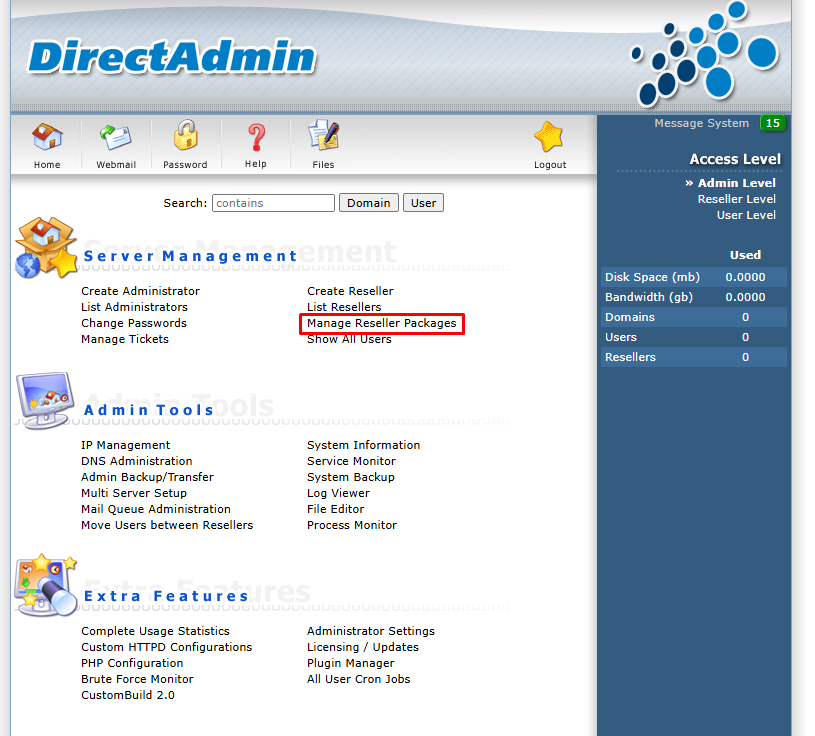 DirectAdmin
Home
Webmail
Password
Help
Files
Logout
Message System 15
Access Level
» Admin Level
Reseller Level
User Level
Used
Disk Space (mb) 0.0000
Bandwidth (gb) 0.0000
Domains 0
Users 0
Resellers 0
Search: contains Domain User
Server Management
Server Management
Create Administrator
List Administrators
Change Passwords
Manage Tickets
Create Reseller
List Resellers
Manage Reseller Packages
Show All Users
Admin Tools
Admin Tools
IP Management
DNS Administration
Admin Backup/Transfer
Multi Server Setup
Mail Queue Administration
Move Users between Resellers
System Information
Service Monitor
System Backup
Log Viewer
File Editor
Process Monitor
Extra Features
Extra Features
Complete Usage Statistics
Custom HTTPD Configurations
PHP Configuration
Brute Force Monitor
CustomBuild 2.0
Administrator Settings
Licensing / Updates
Plugin Manager
All User Cron Jobs